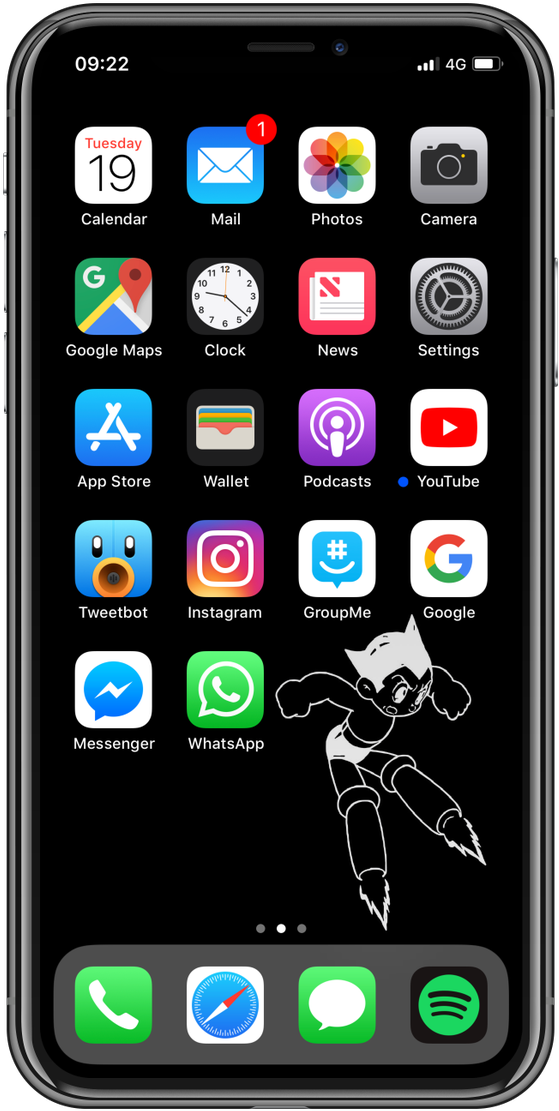 09:22 4G
1
Tuesday
19
Calendar Mail Photos Camera
G
12
11 1
10 2
9 3
8 4
7 5
6
Google Maps Clock News Settings
App Store Wallet Podcasts YouTube
#
G
Tweetbot Instagram GroupMe Google
Messenger WhatsApp